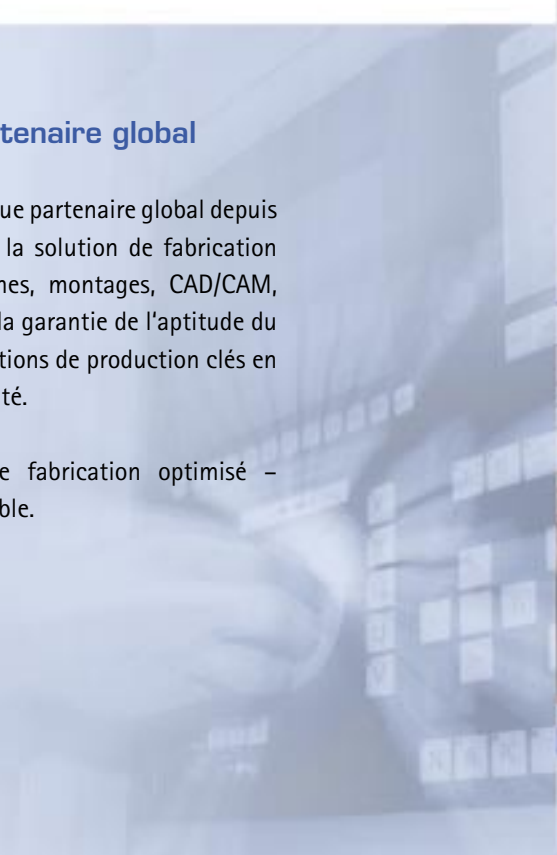 tenaire global
ue partenaire global depuis
la solution de fabrication
nes, montages, CAD/CAM,
la garantie de l'aptitude du
tions de production clés en
té.
e fabrication optimisé –
ble.